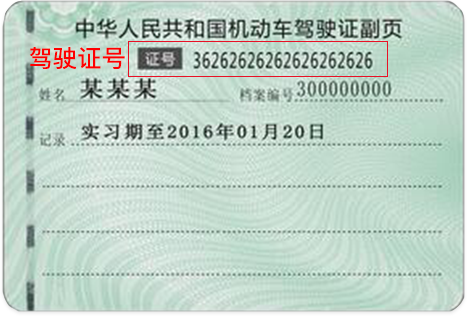 中华人民共和国机动车驾驶证副页
驾驶证号 证号 362626262626262626
姓名 某某某 档案编号 300000000
记录 实习期至2016年01月20日